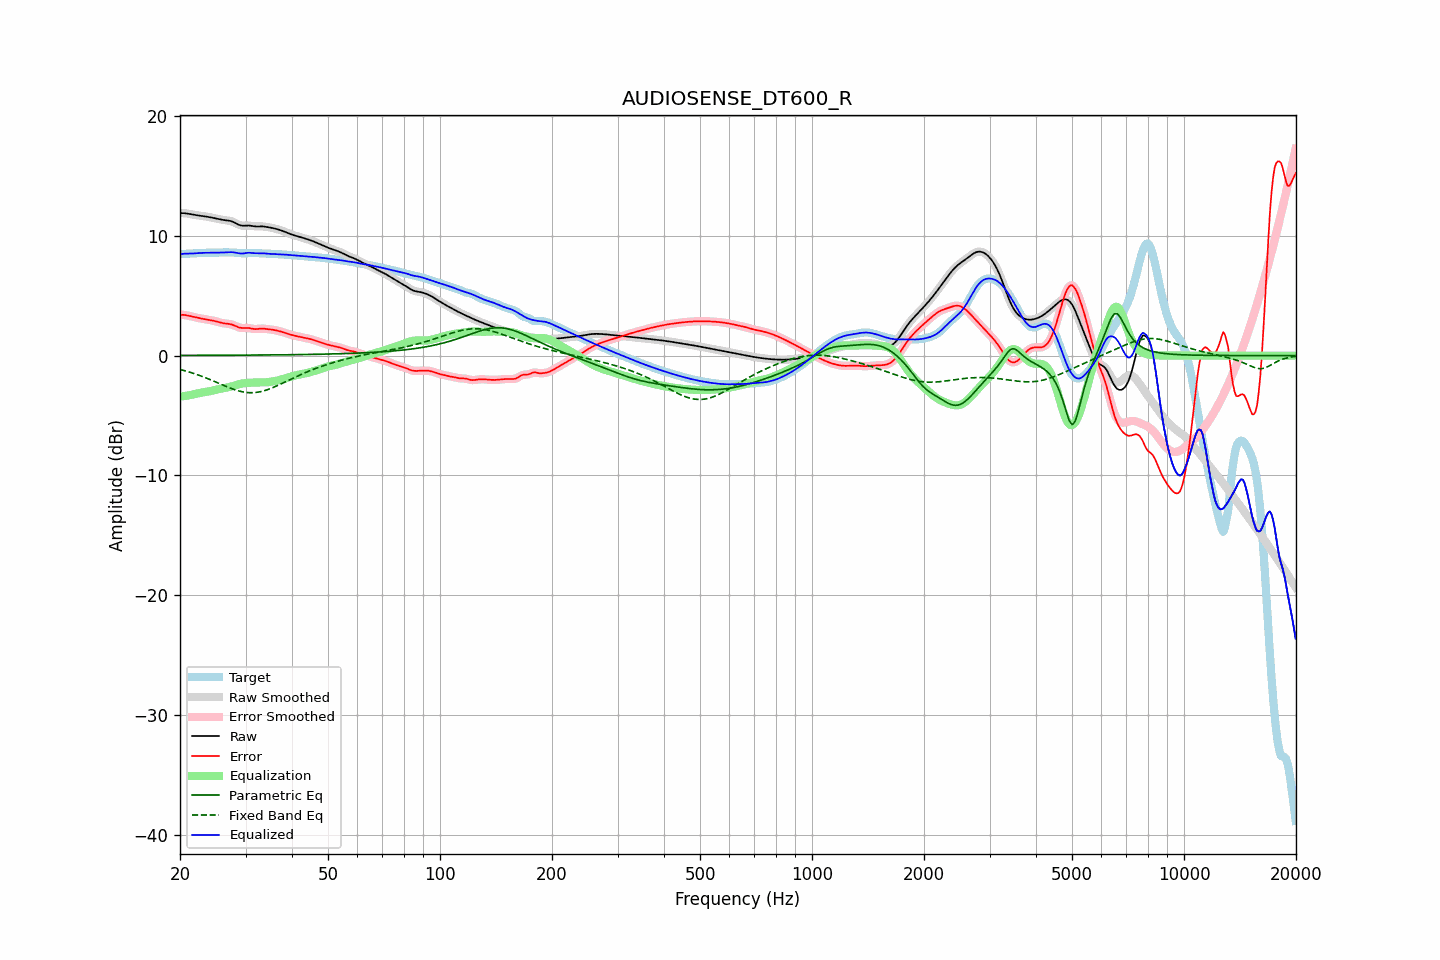 AUDIOSENSE_DT600_R
20
10
0
−10
−20
−30
−40
Amplitude (dBr)
Target
Raw Smoothed
Error Smoothed
Raw
Error
Equalization
Parametric Eq
Fixed Band Eq
Equalized
20 50 100 200 500 1000 2000 5000 10000 20000
Frequency (Hz)